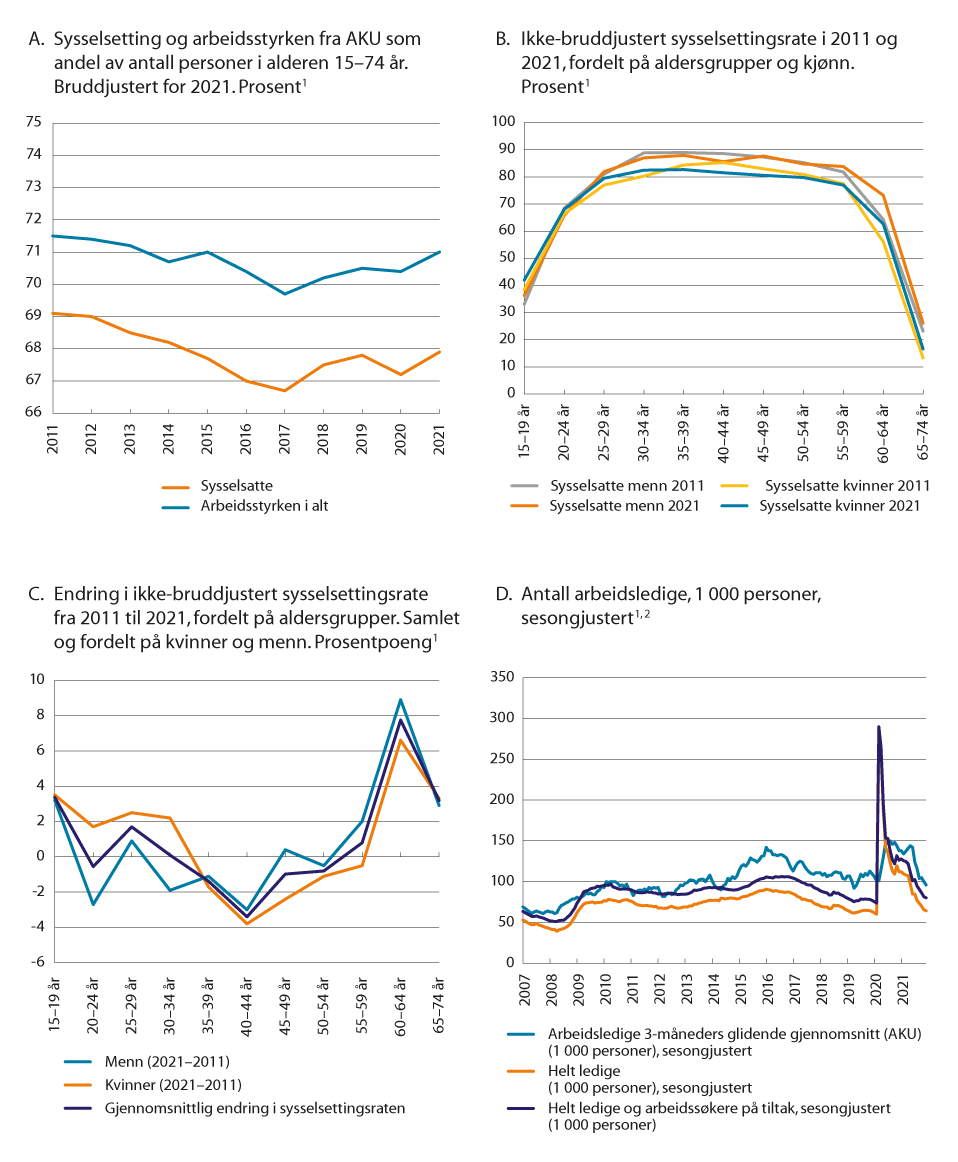 A. Sysselsetting og arbeidsstyrken fra AKU som
andel av antall personer i alderen 15–74 år.
Bruddjustert for 2021. Prosent1
75
74
73
72
71
70
69
68
67
66
2011
2012
2013
2014
2015
2016
2017
2018
2019
2020
2021
Sysselsatte
Arbeidsstyrken i alt
B. Ikke-bruddjustert sysselsettingsrate i 2011 og
2021, fordelt på aldersgrupper og kjønn.
Prosent1
100
90
80
70
60
50
40
30
20
10
0
15–19 år
20–24 år
25–29 år
30–34 år
35–39 år
40–44 år
45–49 år
50–54 år
55–59 år
60–64 år
65–74 år
Sysselsatte menn 2011
Sysselsatte kvinner 2011
Sysselsatte menn 2021
Sysselsatte kvinner 2021
C. Endring i ikke-bruddjustert sysselsettingsrate
fra 2011 til 2021, fordelt på aldersgrupper. Samlet
og fordelt på kvinner og menn. Prosentpoeng1
10
8
6
4
2
0
-2
-4
-6
15–19 år
20–24 år
25–29 år
30–34 år
35–39 år
40–44 år
45–49 år
50–54 år
55–59 år
60–64 år
65–74 år
Menn (2021–2011)
Kvinner (2021–2011)
Gjennomsnittlig endring i sysselsettingsraten
D. Antall arbeidsledige, 1 000 personer,
sesongjustert1, 2
350
300
250
200
150
100
50
0
2007
2008
2009
2010
2011
2012
2013
2014
2015
2016
2017
2018
2019
2020
2021
Arbeidsledige 3-måneders glidende gjennomsnitt (AKU)
(1 000 personer), sesongjustert
Helt ledige
(1 000 personer), sesongjustert
Helt ledige og arbeidssøkere på tiltak, sesongjustert
(1 000 personer)